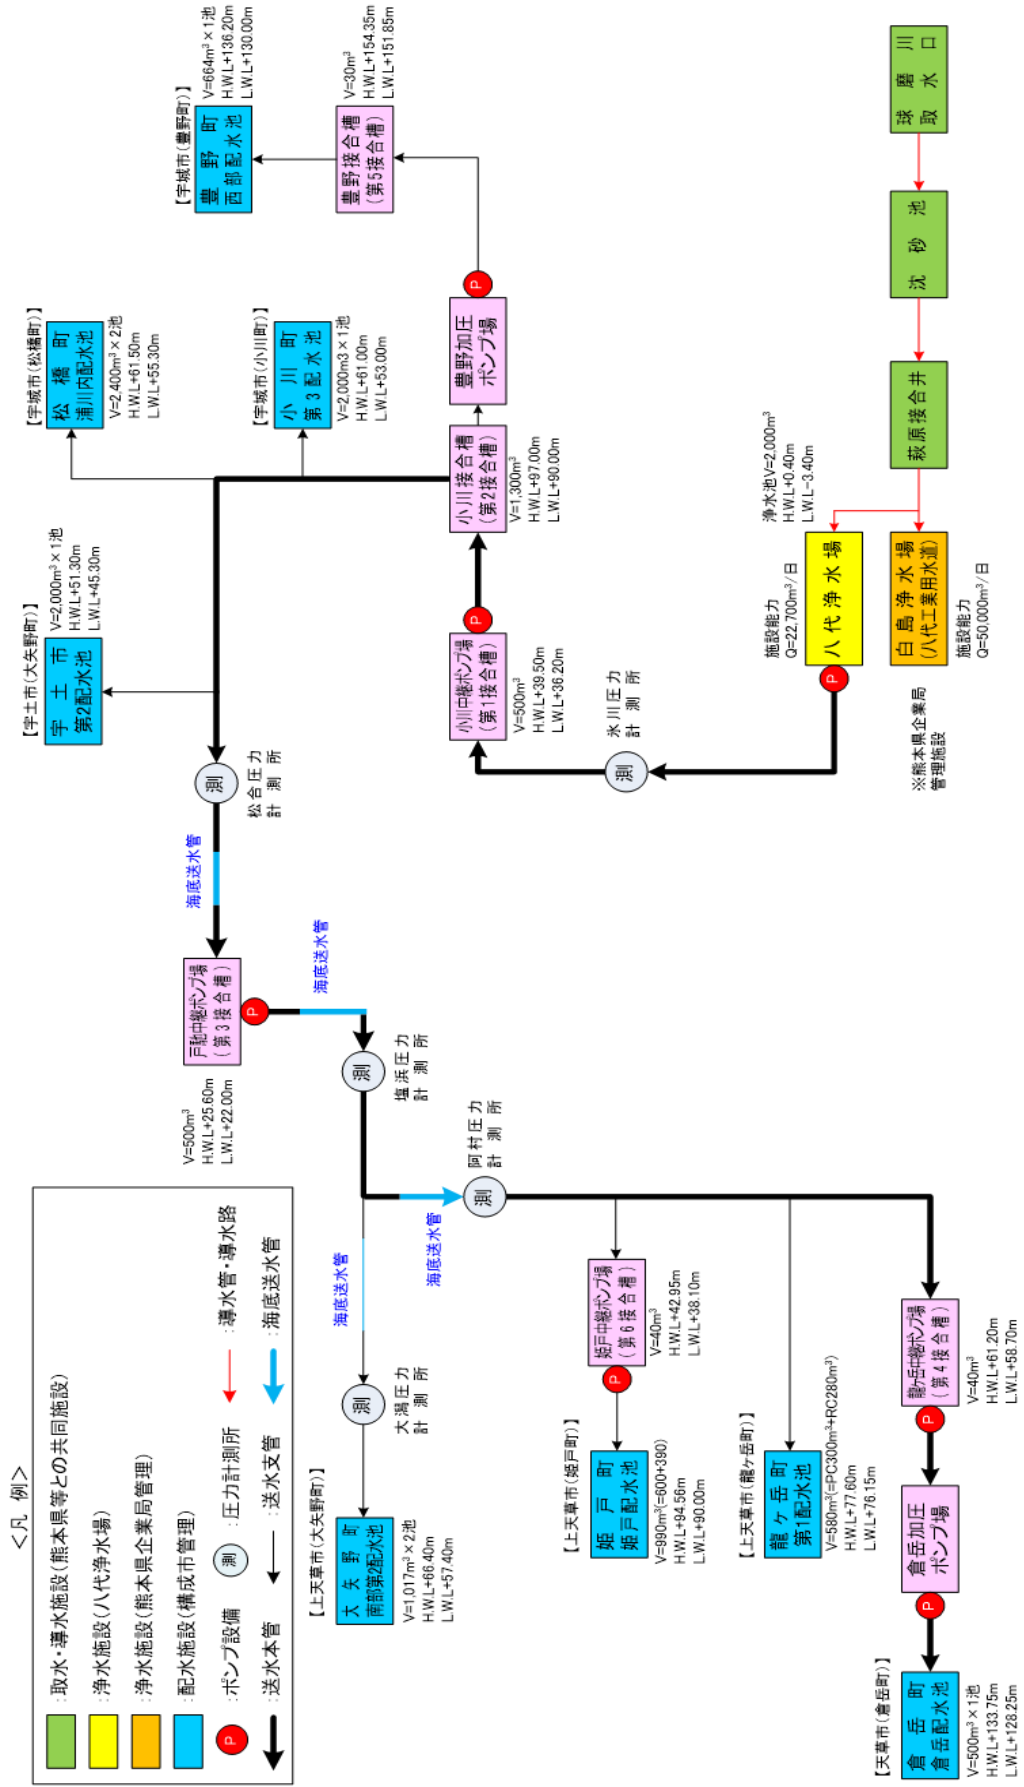 <凡 例>
:取水・導水施設(熊本県等との共同施設)
:浄水施設(八代浄水場)
:浄水施設(熊本県企業局管理)
:配水施設(構成市管理)
P
:ポンプ設備
測
:圧力計測所
:導水管・導水路
:送水本管
:送水支管
:海底送水管
【天草市(倉岳町)】
倉 岳 町
倉岳配水池
V=500m³×1池
H.W.L+133.75m
L.W.L+128.25m
P
倉岳加圧
ポンプ場
P
龍ケ岳中継ポンプ場
(第4接合槽)
V=40m³
H.W.L+61.20m
L.W.L+58.70m
【上天草市(龍ケ岳町)】
龍 ケ 岳 町
第1配水池
V=580m³(=PC300m³+RC280m³)
H.W.L+77.60m
L.W.L+76.15m
【上天草市(姫戸町)】
姫 戸 町
姫戸配水池
V=990m³(=600+390)
H.W.L+94.56m
L.W.L+90.00m
P
姫戸中継ポンプ場
(第6接合槽)
V=40m³
H.W.L+42.95m
L.W.L+38.10m
【上天草市(大矢野町)】
大 矢 野 町
南部第2配水池
V=1,017m³×2池
H.W.L+66.40m
L.W.L+57.40m
測
大潟圧力
計 測 所
海底送水管
海底送水管
測
阿村圧力
計 測 所
測
塩浜圧力
計 測 所
海底送水管
P
戸馳中継ポンプ場
(第3接合槽)
V=500m³
H.W.L+25.60m
L.W.L+22.00m
海底送水管
測
松合圧力
計 測 所
【宇土市(大矢野町)】
宇 土 市
第2配水池
V=2,000m³×1池
H.W.L+51.30m
L.W.L+45.30m
【宇城市(松橋町)】
松 橋 町
浦川内配水池
V=2,400m³×2池
H.W.L+61.50m
L.W.L+55.30m
【宇城市(小川町)】
小 川 町
第3配水池
V=2,000m3×1池
H.W.L+61.00m
L.W.L+53.00m
【宇城市(豊野町)】
豊 野 町
西部配水池
V=664m³×1池
H.W.L+136.20m
L.W.L+130.00m
豊野接合槽
(第5接合槽)
V=30m³
H.W.L+154.35m
L.W.L+151.85m
P
豊野加圧
ポンプ場
小川接合槽
(第2接合槽)
V=1,300m³
H.W.L+97.00m
L.W.L+90.00m
P
小川中継ポンプ場
(第1接合槽)
V=500m³
H.W.L+39.50m
L.W.L+36.20m
氷川圧力
計 測 所
測
P
八代浄水場
施設能力
Q=22,700m³/日
浄水池V=2,000m³
H.W.L+0.40m
L.W.L-3.40m
白島浄水場
(八代工業用水道)
施設能力
Q=50,000m³/日
※熊本県企業局
管理施設
萩原接合井
沈 砂 池
球 磨 川
取 水 口